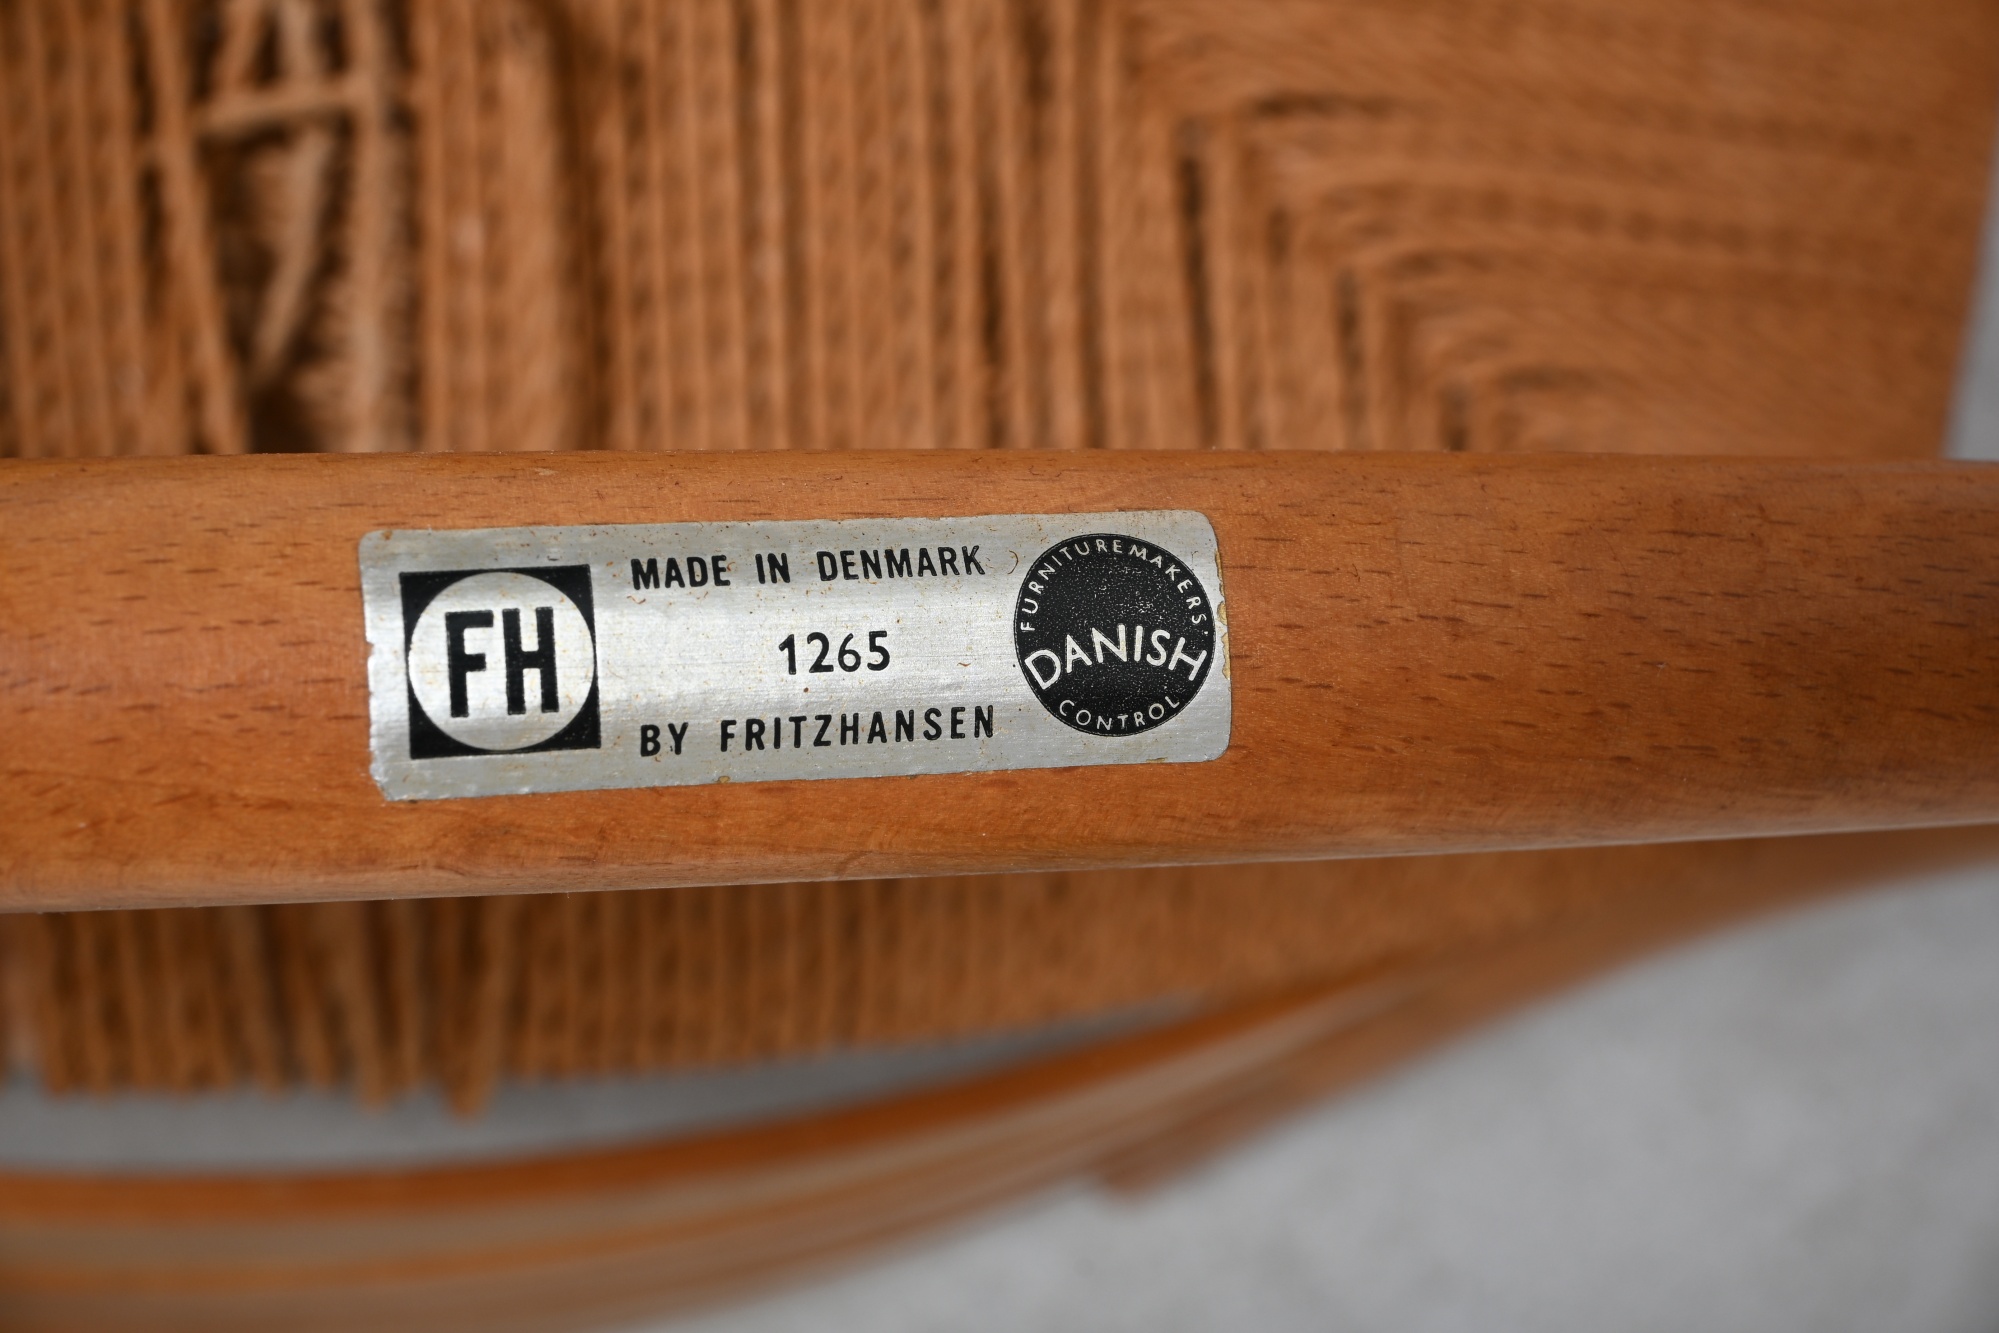 FH
MADE IN DENMARK
1265
BY FRITZHANSEN
FURNITUREMAKERS'
DANISH
CONTROL